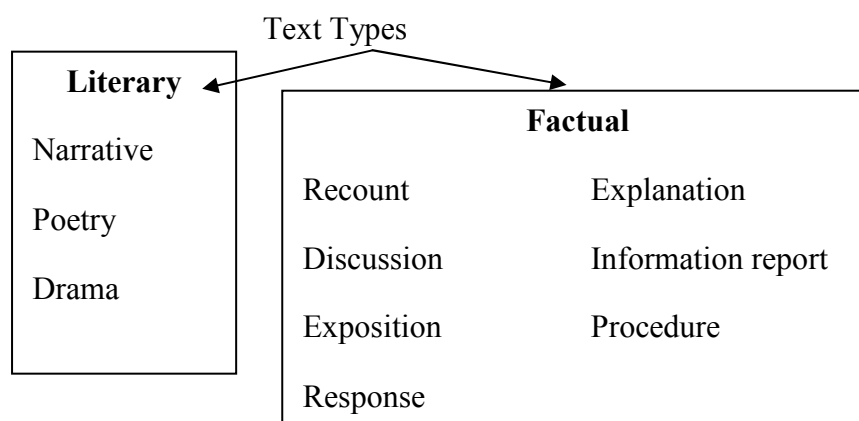 Text Types
Literary
Narrative
Poetry
Drama
Factual
Recount
Explanation
Discussion
Information report
Exposition
Procedure
Response